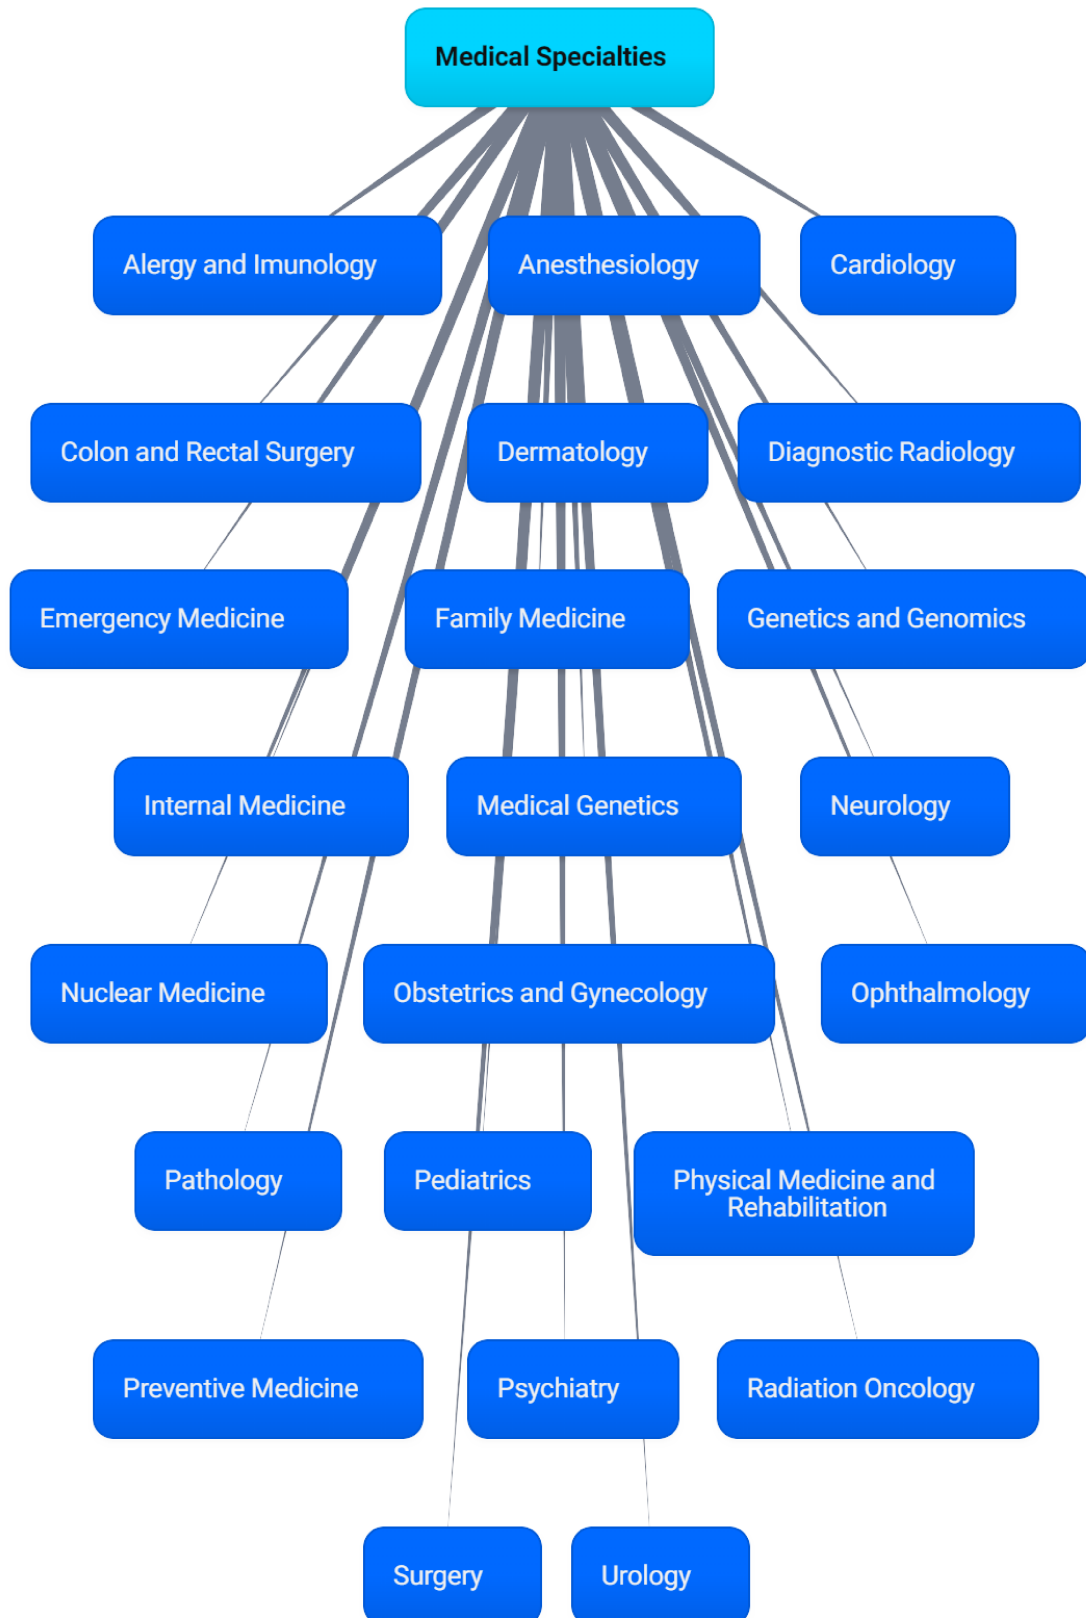 Medical Specialties
Alergy and Imunology
Anesthesiology
Cardiology
Colon and Rectal Surgery
Dermatology
Diagnostic Radiology
Emergency Medicine
Family Medicine
Genetics and Genomics
Internal Medicine
Medical Genetics
Neurology
Nuclear Medicine
Obstetrics and Gynecology
Ophthalmology
Pathology
Pediatrics
Physical Medicine and
Rehabilitation
Preventive Medicine
Psychiatry
Radiation Oncology
Surgery
Urology